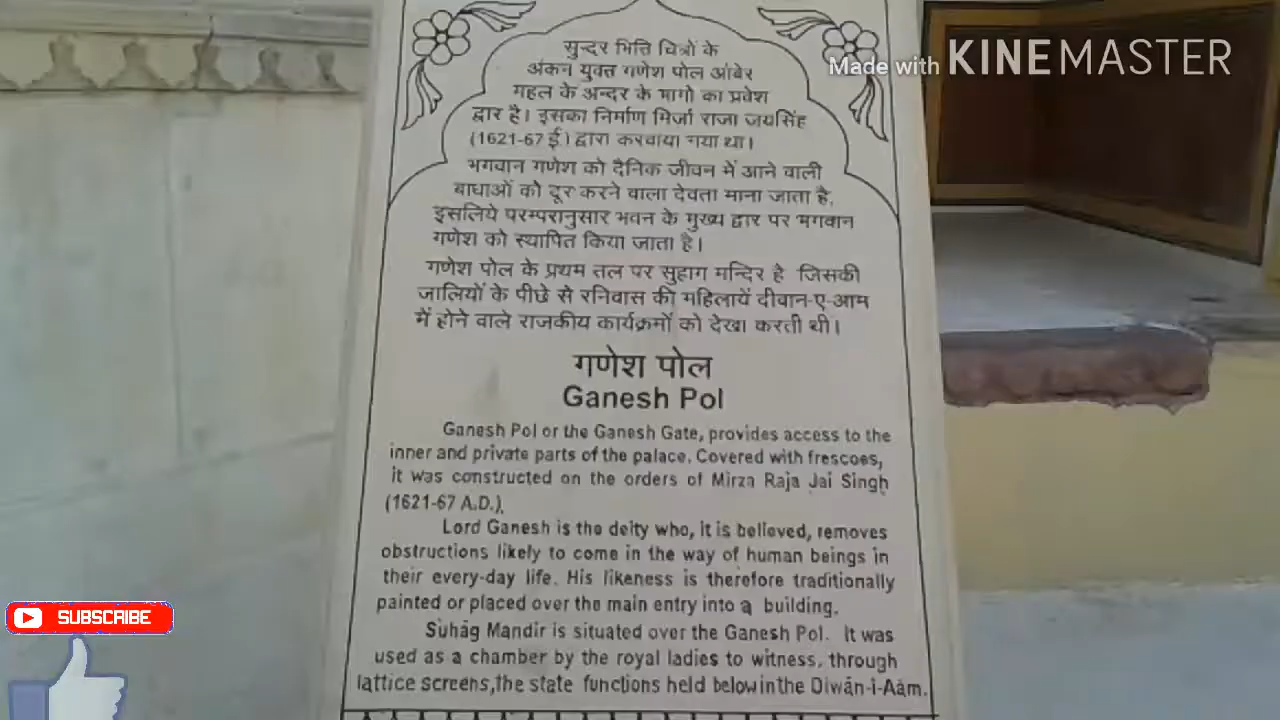 सुन्दर भित्ति चित्रों के
अंकन युक्त गणेश पोल आंबेर
महल के अन्दर के भागो का प्रवेश
द्वार है। इसका निर्माण मिर्जा राजा जयसिंह
(1621-67 ई.) द्वारा करवाया गया था।
भगवान गणेश को दैनिक जीवन में आने वाली
बाधाओं को दूर करने वाला देवता माना जाता है,
इसलिये परम्परानुसार भवन के मुख्य द्वार पर भगवान
गणेश को स्थापित किया जाता है।
गणेश पोल के प्रथम तल पर सुहाग मन्दिर है जिसकी
जालियों के पीछे से रनिवास की महिलायें दीवान-ए-आम
में होने वाले राजकीय कार्यक्रमों को देखा करती थी।
गणेश पोल
Ganesh Pol
Ganesh Pol or the Ganesh Gate, provides access to the
inner and private parts of the palace. Covered with frescoes,
it was constructed on the orders of Mirza Raja Jai Singh
(1621-67 A.D.).
Lord Ganesh is the deity who, it is believed, removes
obstructions likely to come in the way of human beings in
their every-day life. His likeness is therefore traditionally
painted or placed over the main entry into a building.
Suhāg Mandir is situated over the Ganesh Pol. It was
used as a chamber by the royal ladies to witness, through
lattice screens, the state functions held below in the Diwān-i-Aām.
Made with KINEMASTER
SUBSCRIBE